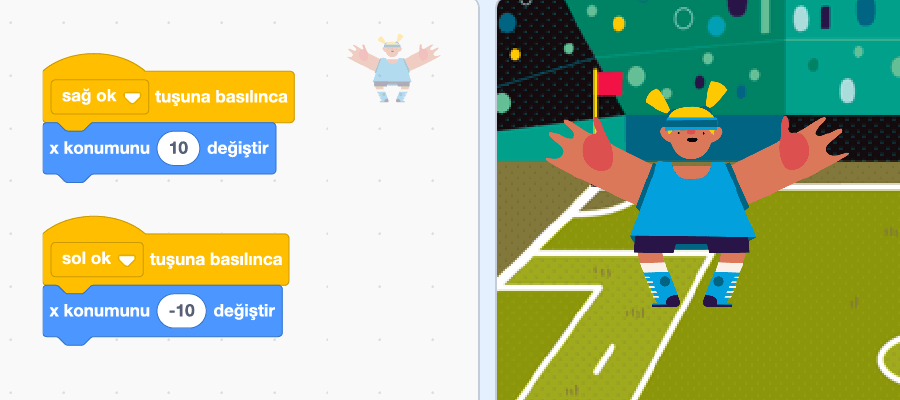 sağ ok tuşuna basılınca
x konumunu 10 değiştir
sol ok tuşuna basılınca
x konumunu -10 değiştir